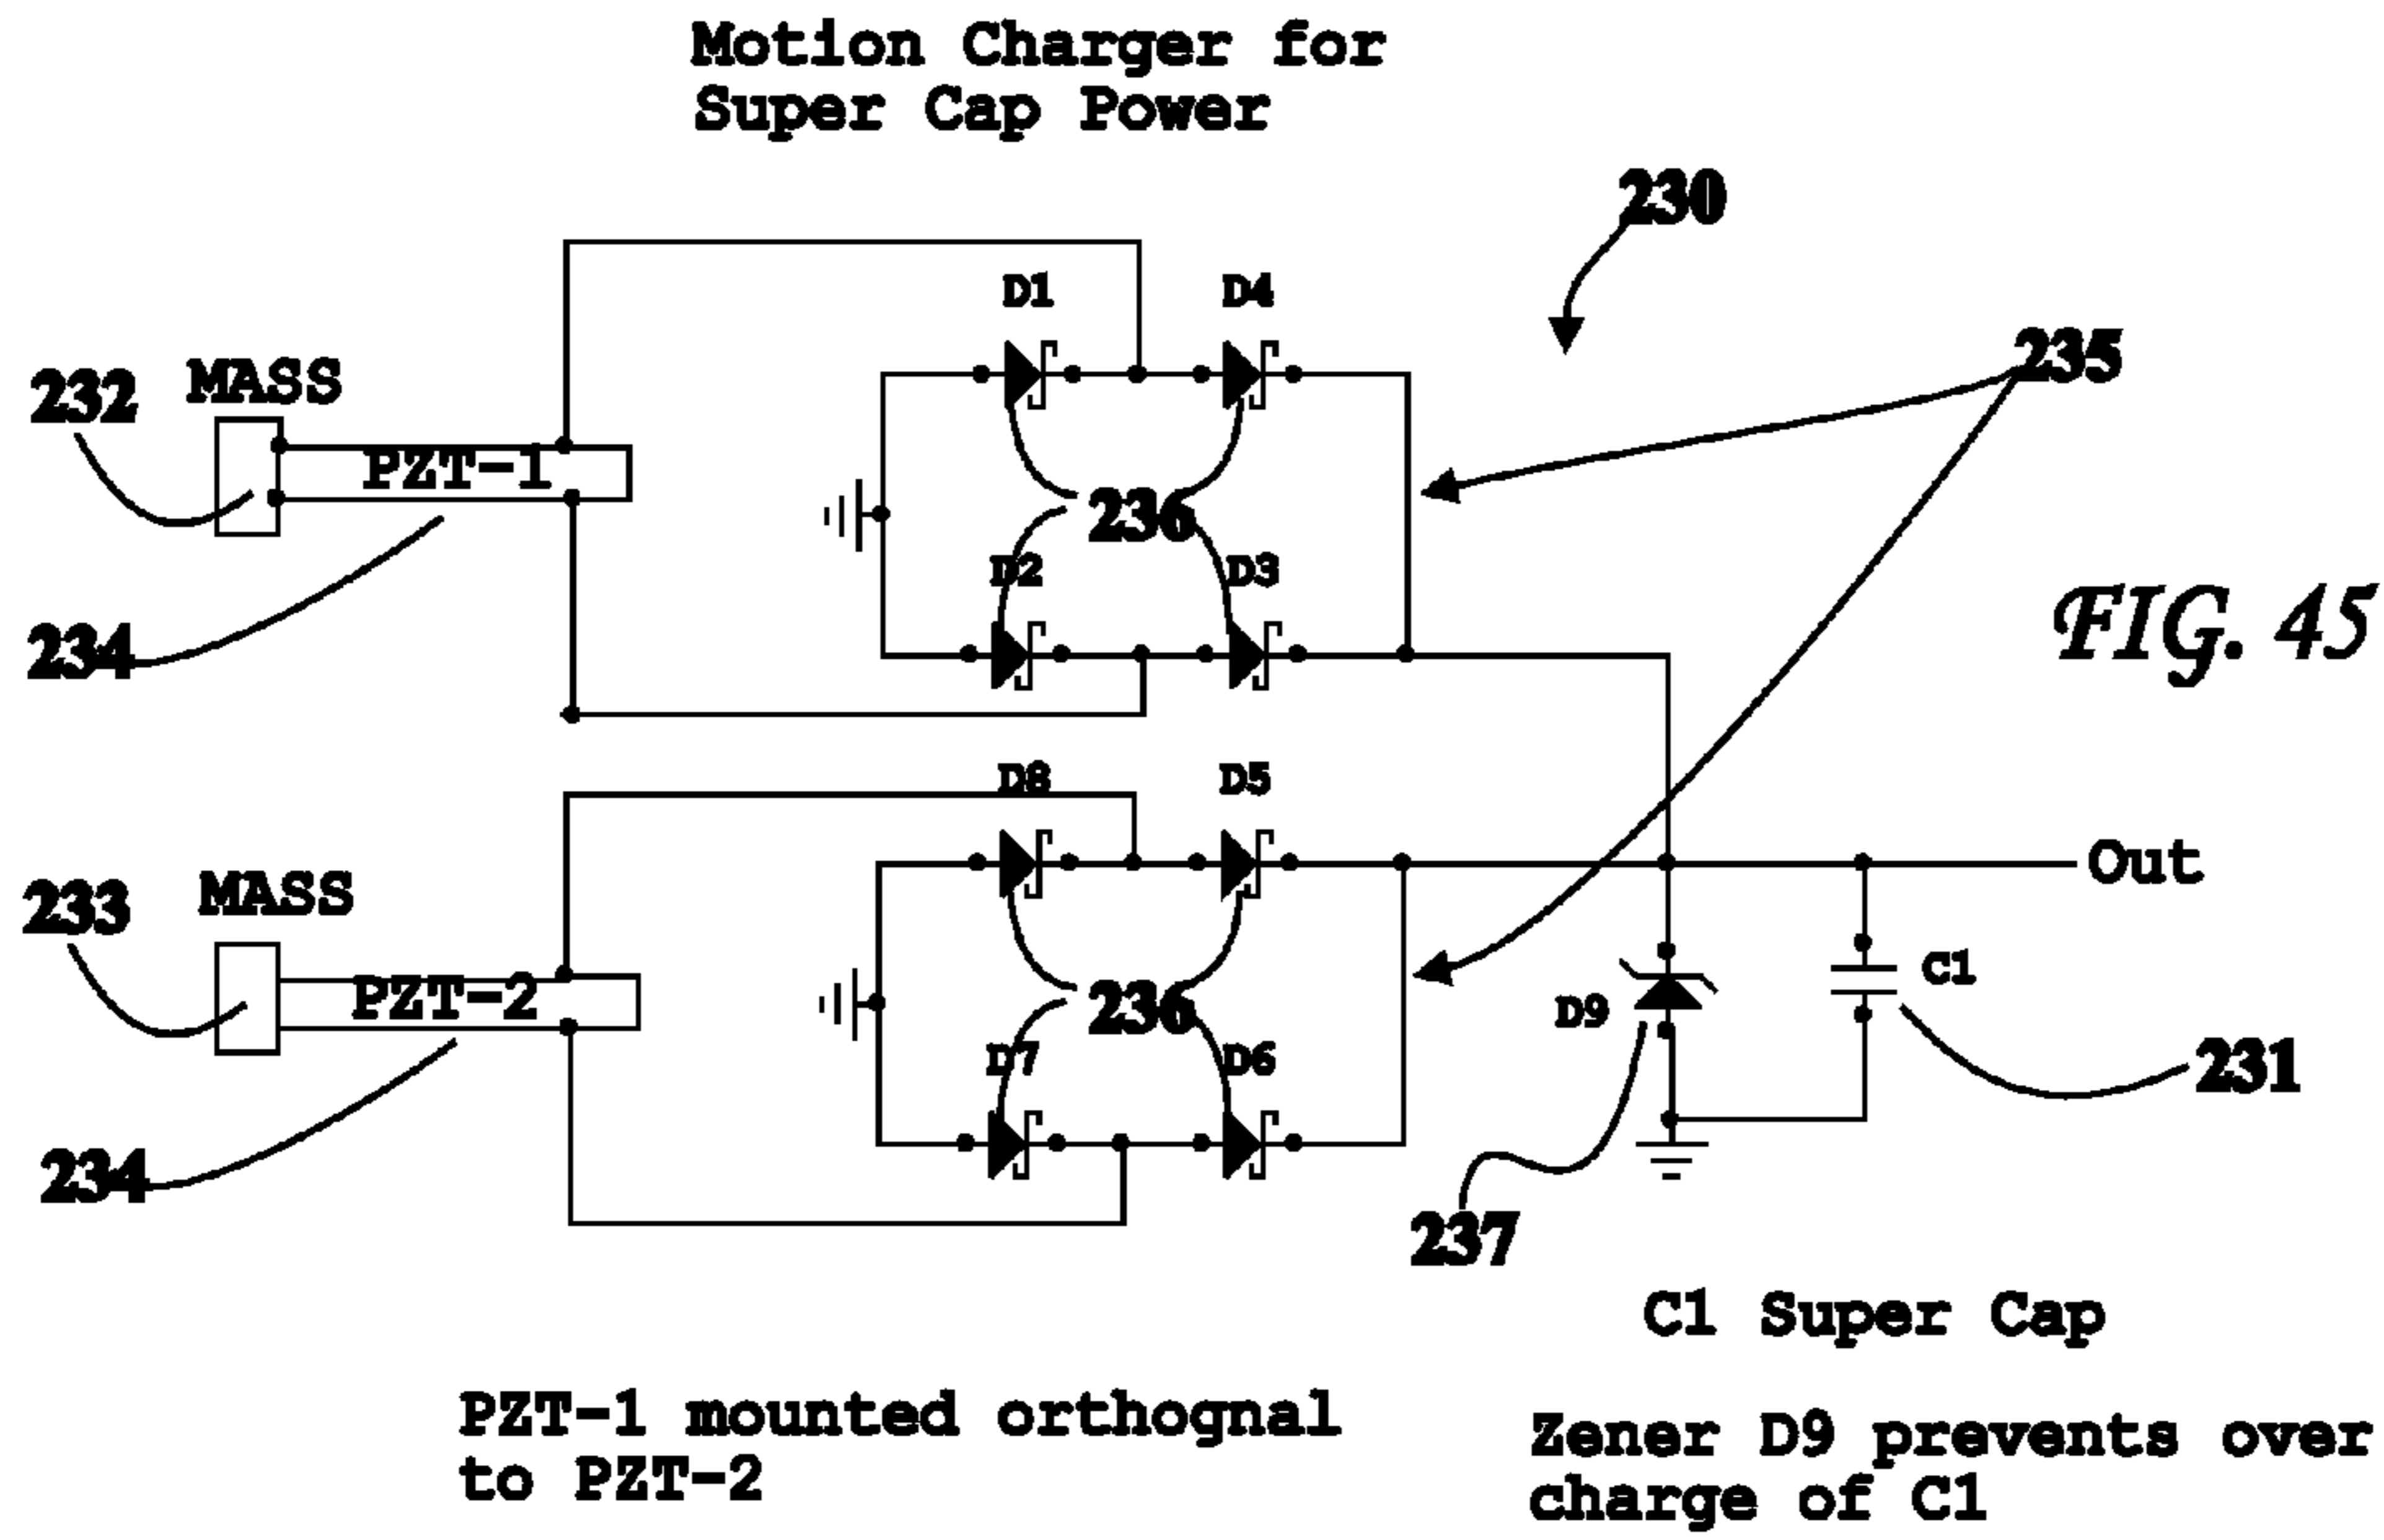 Motion Charger for
Super Cap Power
230
D1
D4
235
232
MASS
PZT-1
236
D2
D3
234
FIG. 45
D8
D5
Out
233
MASS
PZT-2
236
D9
C1
D7
D6
231
234
237
C1 Super Cap
PZT-1 mounted orthognal
to PZT-2
Zener D9 prevents over
charge of C1